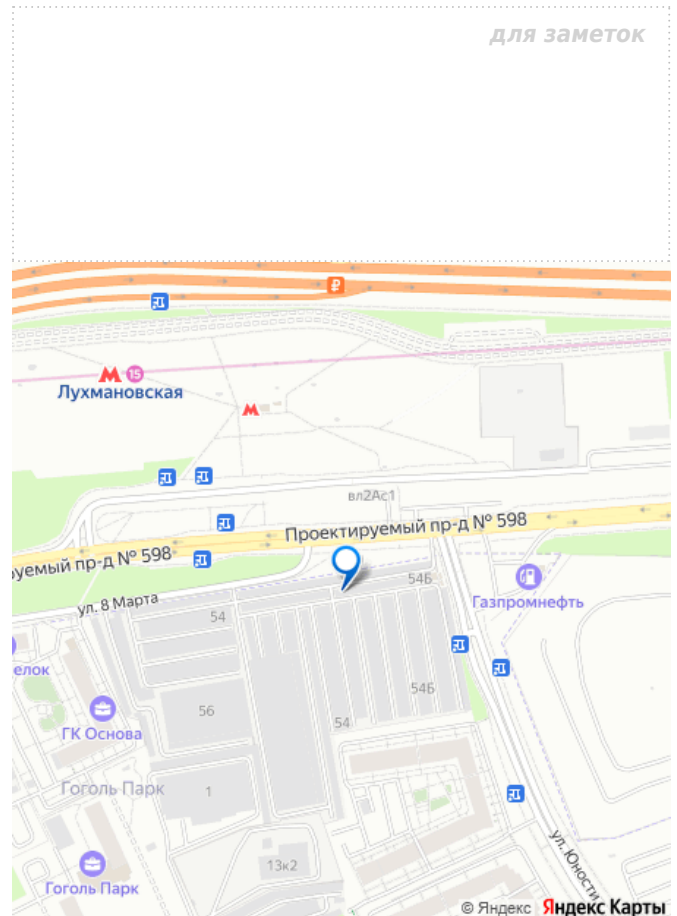 для заметок
₽
М 15
Лухмановская
М
вл2Ас1
Проектируемый пр-д № 598
руемый пр-д № 598
ул. 8 Марта
54Б
Газпромнефть
54
елок
54Б
56
54
ГК Основа
Гоголь Парк
1
13к2
ул. Юности
Гоголь Парк
© Яндекс Яндекс Карты